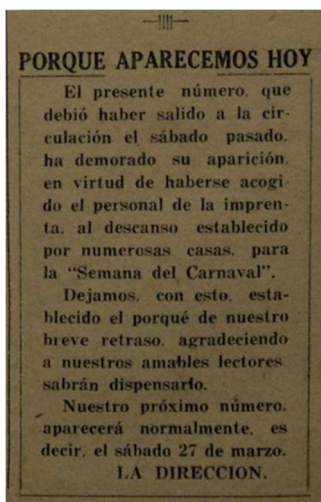 PORQUE APARECEMOS HOY
El presente número, que
debió haber salido a la cir-
culación el sábado pasado,
ha demorado su aparición,
en virtud de haberse acogi
do el personal de la impren-
ta, al descanso establecido
por numerosas casas, para
la "Semana del Carnaval".
Dejamos, con esto, esta-
blecido el porqué de nuestro
breve retraso, agradeciendo
a nuestros amables lectores
sabrán dispensarlo.
Nuestro próximo número,
aparecerá normalmente, es
decir, el sábado 27 de marzo.
LA DIRECCION.